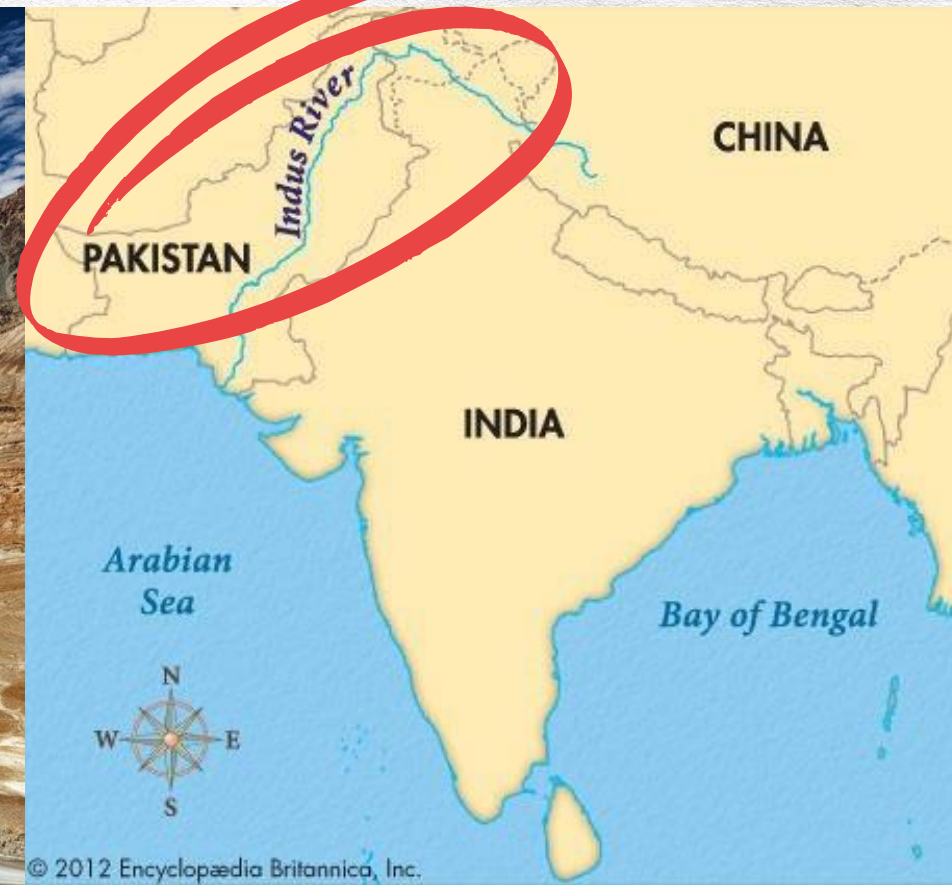 Indus River
CHINA
PAKISTAN
INDIA
Arabian
Sea
Bay of Bengal
N
W
E
S
© 2012 Encyclopædia Britannica, Inc.